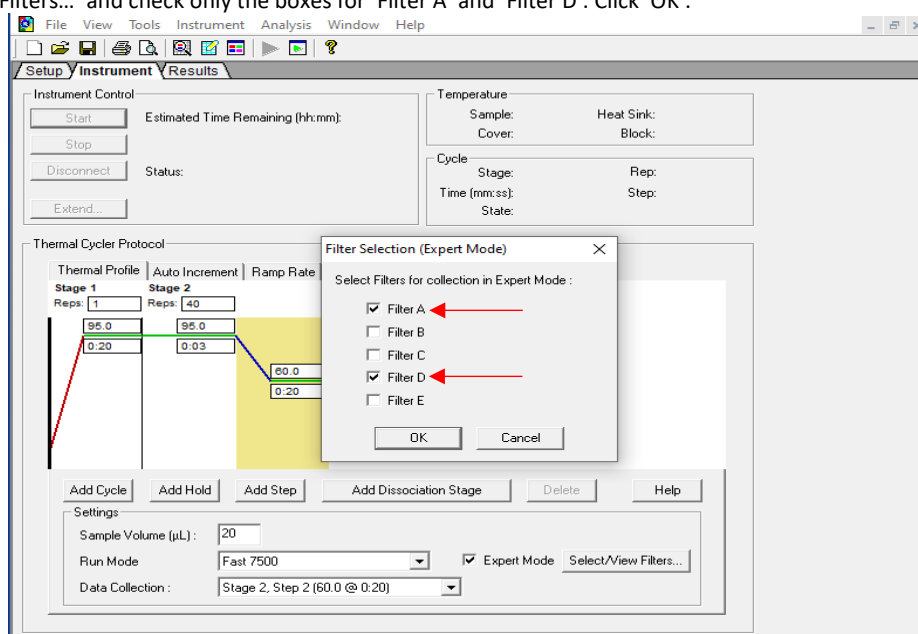 Filters…" and check only the boxes for "Filter A" and "Filter D". Click "OK".
File View Tools Instrument Analysis Window Help
Setup Instrument Results
Instrument Control
Start Estimated Time Remaining (hh:mm):
Stop
Disconnect Status:
Extend...
Temperature
Sample: Heat Sink:
Cover: Block:
Cycle
Stage: Rep:
Time (mm:ss): Step:
State:
Thermal Cycler Protocol
Thermal Profile Auto Increment Ramp Rate
Stage 1 Stage 2
Reps: 1 Reps: 40
95.0 95.0
0:20 0:03
60.0
0:20
Filter Selection (Expert Mode)
Select Filters for collection in Expert Mode :
Filter A
Filter B
Filter C
Filter D
Filter E
OK Cancel
Add Cycle Add Hold Add Step Add Dissociation Stage Delete Help
Settings
Sample Volume (µL) : 20
Run Mode Fast 7500 Expert Mode Select/View Filters...
Data Collection : Stage 2, Step 2 (60.0 @ 0:20)